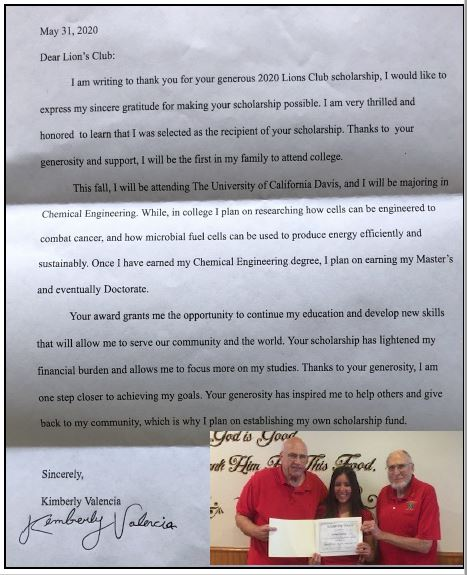 May 31, 2020
Dear Lion's Club:
I am writing to thank you for your generous 2020 Lions Club scholarship, I would like to
express my sincere gratitude for making your scholarship possible. I am very thrilled and
honored to learn that I was selected as the recipient of your scholarship. Thanks to your
generosity and support, I will be the first in my family to attend college.
This fall, I will be attending The University of California Davis, and I will be majoring in
Chemical Engineering. While, in college I plan on researching how cells can be engineered to
combat cancer, and how microbial fuel cells can be used to produce energy efficiently and
sustainably. Once I have earned my Chemical Engineering degree, I plan on earning my Master's
and eventually Doctorate.
Your award grants me the opportunity to continue my education and develop new skills
that will allow me to serve our community and the world. Your scholarship has lightened my
financial burden and allows me to focus more on my studies. Thanks to your generosity, I am
one step closer to achieving my goals. Your generosity has inspired me to help others and give
back to my community, which is why I plan on establishing my own scholarship fund.
God is Good
Him This Food,
Sincerely,
Kimberly Valencia
Kemberly Valencia